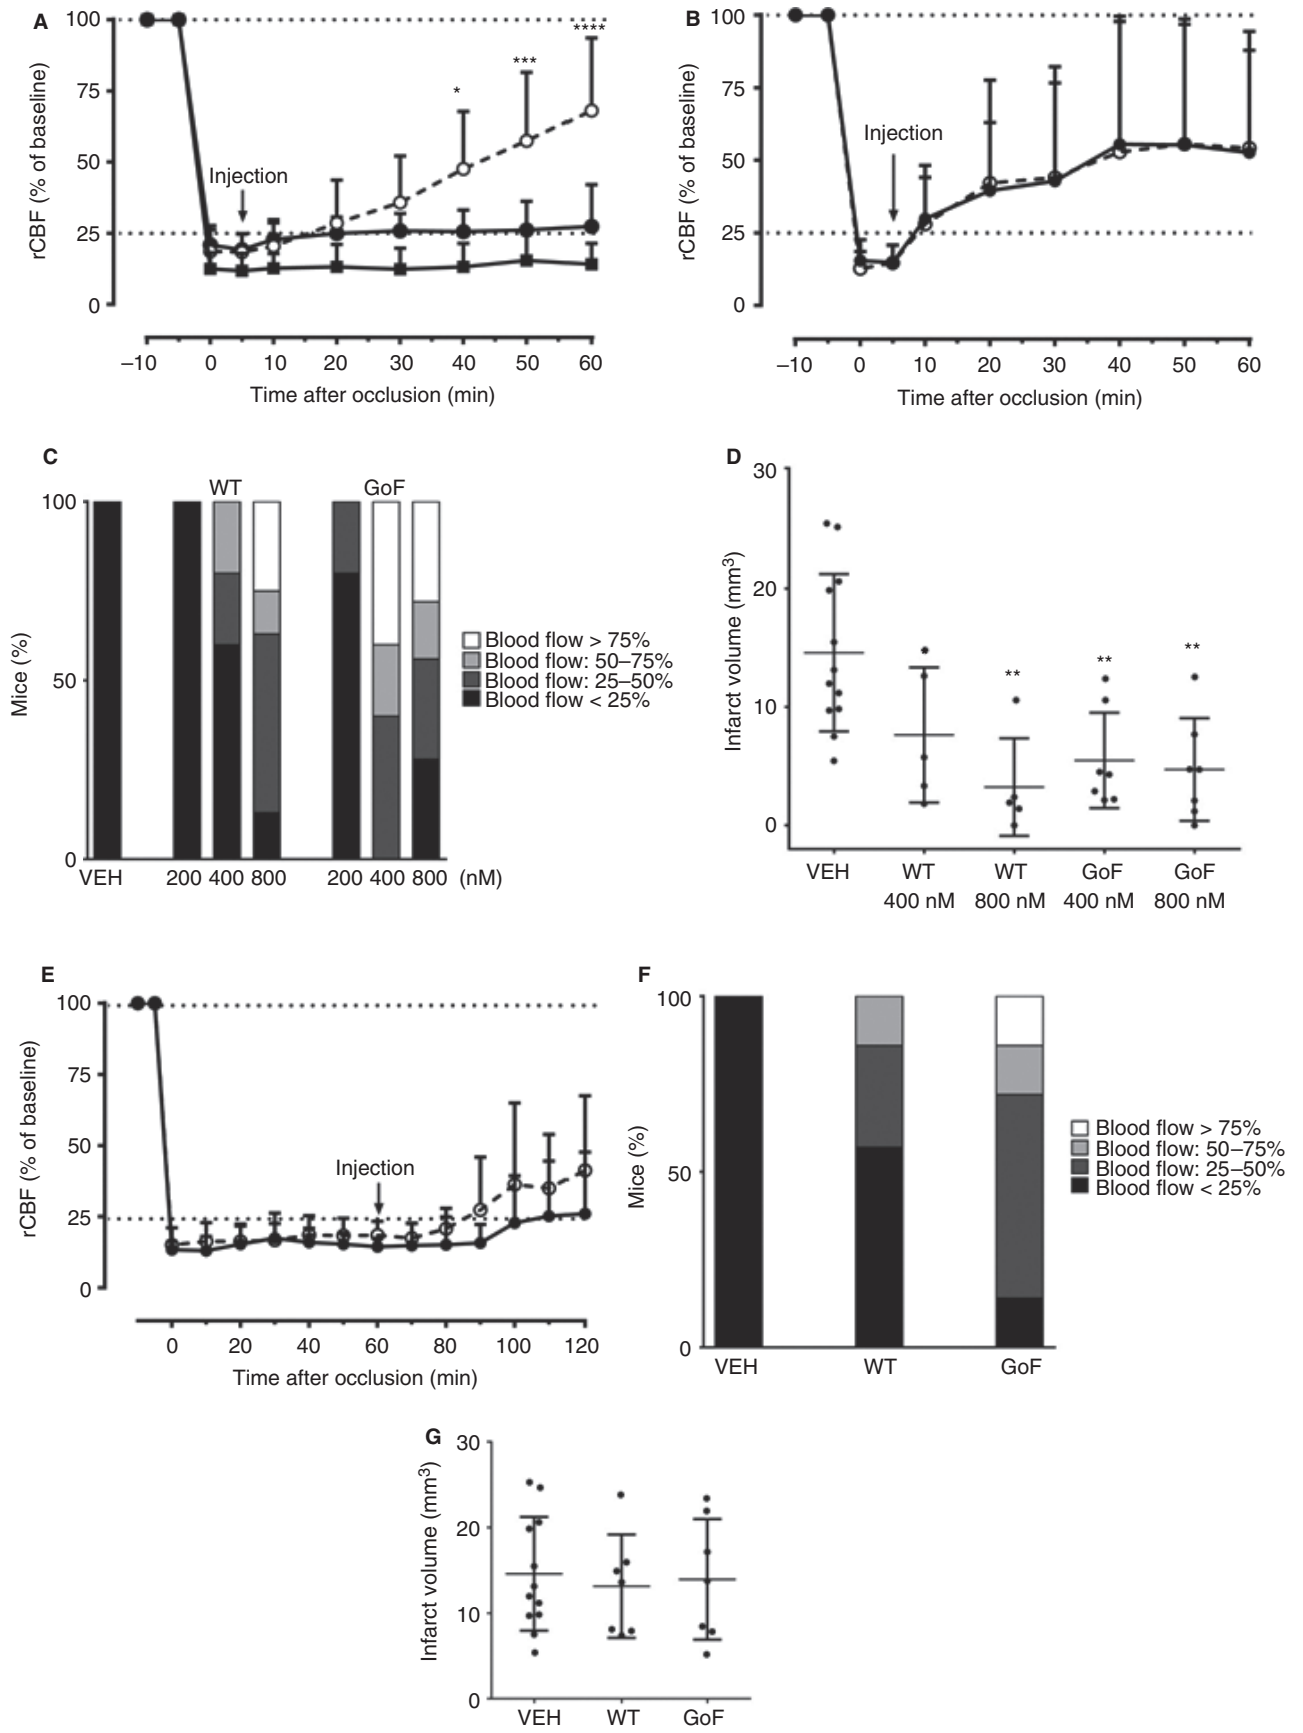 A
100
75
50
25
0
rCBF (% of baseline)
Injection
*
***
****
–10 0 10 20 30 40 50 60
Time after occlusion (min)
B
100
75
50
25
0
rCBF (% of baseline)
Injection
–10 0 10 20 30 40 50 60
Time after occlusion (min)
C
WT GoF
100
50
0
Mice (%)
VEH 200 400 800 200 400 800 (nM)
Blood flow > 75%
Blood flow: 50–75%
Blood flow: 25–50%
Blood flow < 25%
D
30
20
10
0
Infarct volume (mm³)
** ** **
VEH WT WT GoF GoF
400 nM 800 nM 400 nM 800 nM
E
100
75
50
25
0
rCBF (% of baseline)
Injection
0 20 40 60 80 100 120
Time after occlusion (min)
F
100
50
0
Mice (%)
VEH WT GoF
Blood flow > 75%
Blood flow: 50–75%
Blood flow: 25–50%
Blood flow < 25%
G
30
20
10
0
Infarct volume (mm³)
VEH WT GoF